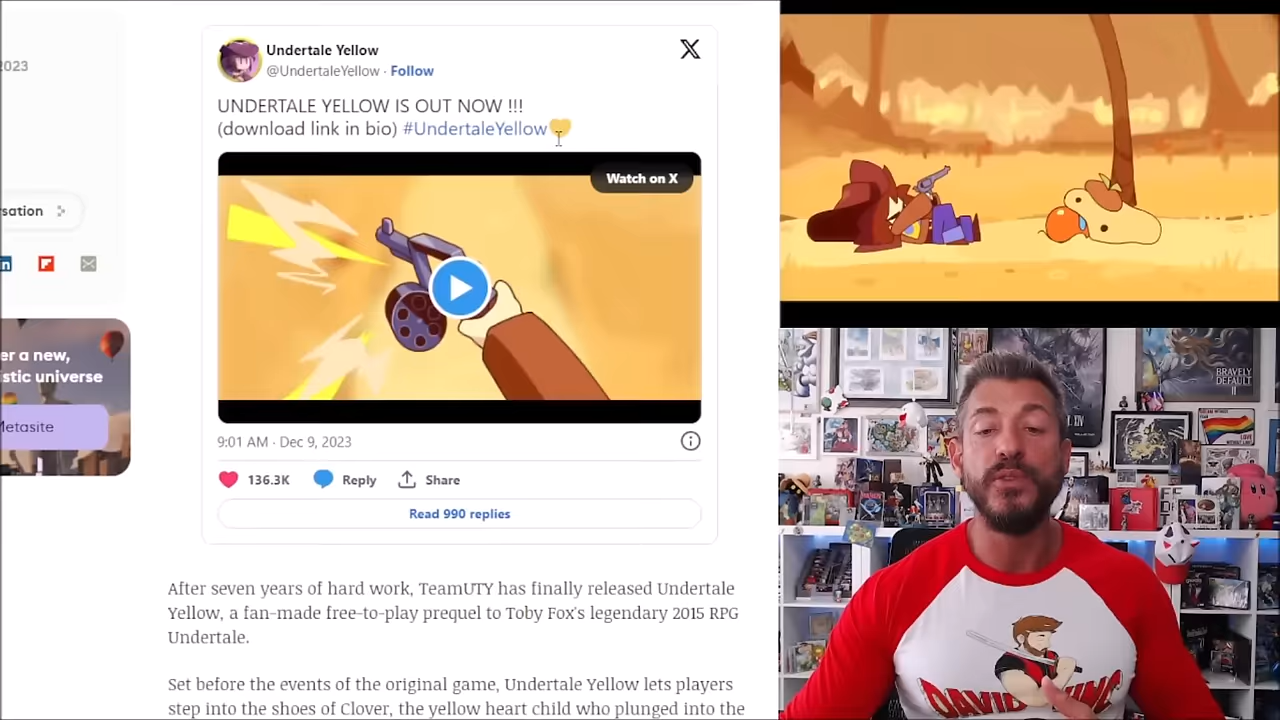 2023
Undertale Yellow
@UndertaleYellow · Follow
UNDERTALE YELLOW IS OUT NOW !!!
(download link in bio) #UndertaleYellow
Watch on X
9:01 AM · Dec 9, 2023
136.3K Reply Share
Read 990 replies
After seven years of hard work, TeamUTY has finally released Undertale
Yellow, a fan-made free-to-play prequel to Toby Fox's legendary 2015 RPG
Undertale.
Set before the events of the original game, Undertale Yellow lets players
step into the shoes of Clover, the yellow heart child who plunged into the
sation
in
er a new,
stic universe
Metasite
BRAVELY
DEFAULT
II
DAVID